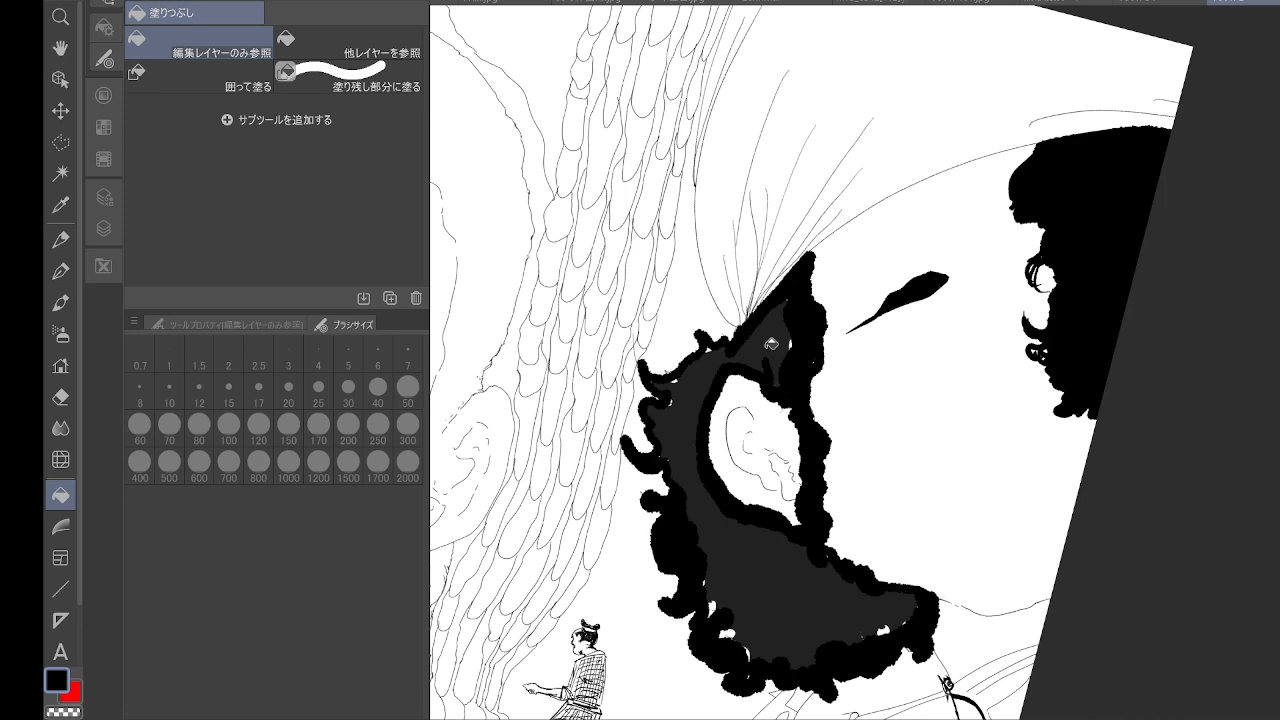 塗りつぶし
編集レイヤーのみ参照
他レイヤーを参照
囲って塗る
塗り残し部分に塗る
サブツールを追加する
ツールプロパティ[編集レイヤーのみ参照]
ブラシサイズ
0.7 1 1.5 2 2.5 3 4 5 6 7
8 10 12 15 17 20 25 30 40 50
60 70 80 100 120 150 170 200 250 300
400 500 600 700 800 1000 1200 1500 1700 2000
A